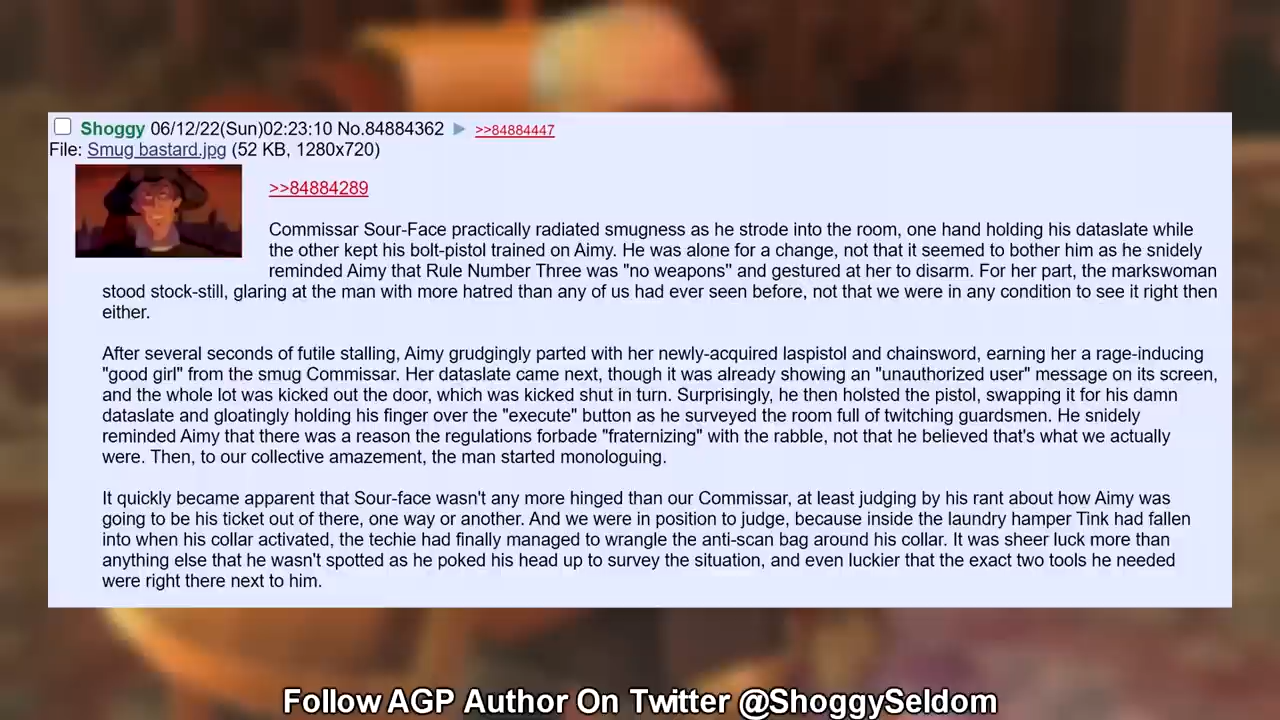 Shoggy 06/12/22(Sun)02:23:10 No.84884362 ▶ >>84884447
File: Smug bastard.jpg (52 KB, 1280x720)
>>84884289
Commissar Sour-Face practically radiated smugness as he strode into the room, one hand holding his dataslate while
the other kept his bolt-pistol trained on Aimy. He was alone for a change, not that it seemed to bother him as he snidely
reminded Aimy that Rule Number Three was "no weapons" and gestured at her to disarm. For her part, the markswoman
stood stock-still, glaring at the man with more hatred than any of us had ever seen before, not that we were in any condition to see it right then
either.
After several seconds of futile stalling, Aimy grudgingly parted with her newly-acquired laspistol and chainsword, earning her a rage-inducing
"good girl" from the smug Commissar. Her dataslate came next, though it was already showing an "unauthorized user" message on its screen,
and the whole lot was kicked out the door, which was kicked shut in turn. Surprisingly, he then holsted the pistol, swapping it for his damn
dataslate and gloatingly holding his finger over the "execute" button as he surveyed the room full of twitching guardsmen. He snidely
reminded Aimy that there was a reason the regulations forbade "fraternizing" with the rabble, not that he believed that's what we actually
were. Then, to our collective amazement, the man started monologuing.
It quickly became apparent that Sour-face wasn't any more hinged than our Commissar, at least judging by his rant about how Aimy was
going to be his ticket out of there, one way or another. And we were in position to judge, because inside the laundry hamper Tink had fallen
into when his collar activated, the techie had finally managed to wrangle the anti-scan bag around his collar. It was sheer luck more than
anything else that he wasn't spotted as he poked his head up to survey the situation, and even luckier that the exact two tools he needed
were right there next to him.
Follow AGP Author On Twitter @ShoggySeldom